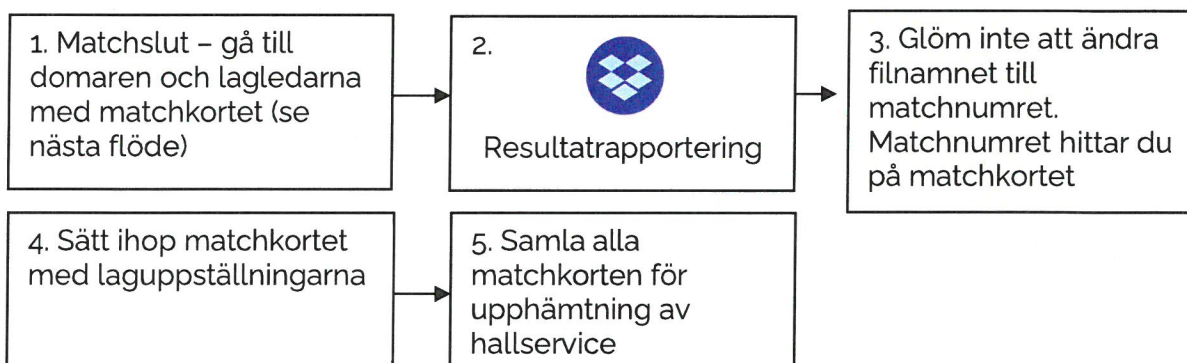 1. Matchslut – gå till
domaren och lagledarna
med matchkortet (se
nästa flöde)
2.
Resultatrapportering
3. Glöm inte att ändra
filnamnet till
matchnumret.
Matchnumret hittar du
på matchkortet
4. Sätt ihop matchkortet
med laguppställningarna
5. Samla alla
matchkorten för
upphämtning av
hallservice